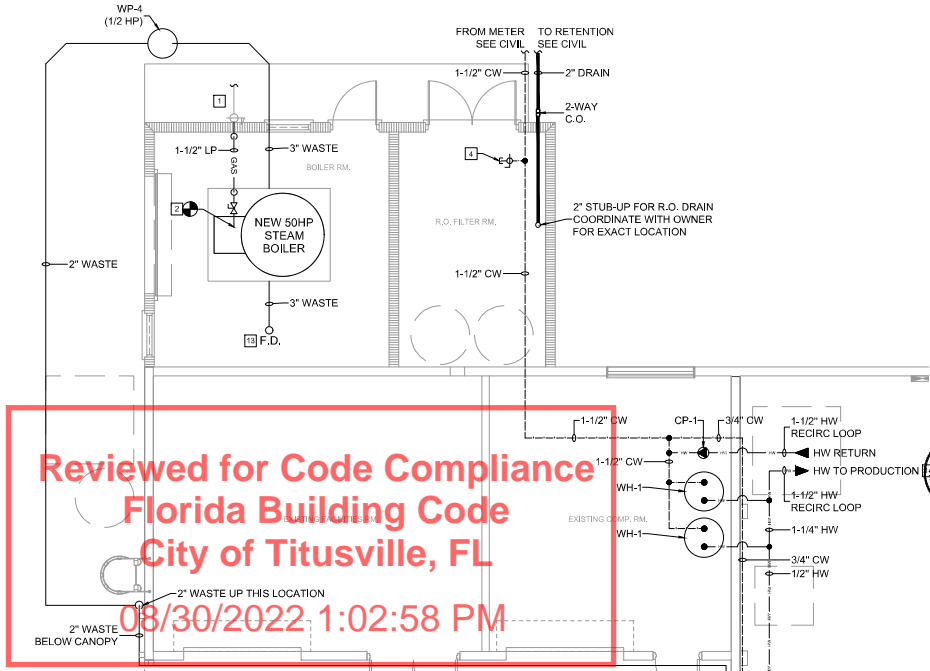 WP-4
(1/2 HP)
FROM METER
SEE CIVIL
TO RETENTION
SEE CIVIL
1-1/2" CW
2" DRAIN
2-WAY
C.O.
1
1-1/2" LP
GAS
3" WASTE
BOILER RM.
4
2
NEW 50HP
STEAM
BOILER
R.O. FILTER RM.
2" STUB-UP FOR R.O. DRAIN
COORDINATE WITH OWNER
FOR EXACT LOCATION
2" WASTE
1-1/2" CW
3" WASTE
13 F.D.
1-1/2" CW
CP-1
3/4" CW
1-1/2" HW
RECIRC LOOP
HW RETURN
1-1/2" CW
HW TO PRODUCTION
WH-1
1-1/2" HW
RECIRC LOOP
WH-1
1-1/4" HW
3/4" CW
1/2" HW
Reviewed for Code Compliance
Florida Building Code
EXISTING FACILITIES RM.
EXISTING COMP. RM.
City of Titusville, FL
2" WASTE UP THIS LOCATION
08/30/2022 1:02:58 PM
2" WASTE
BELOW CANOPY